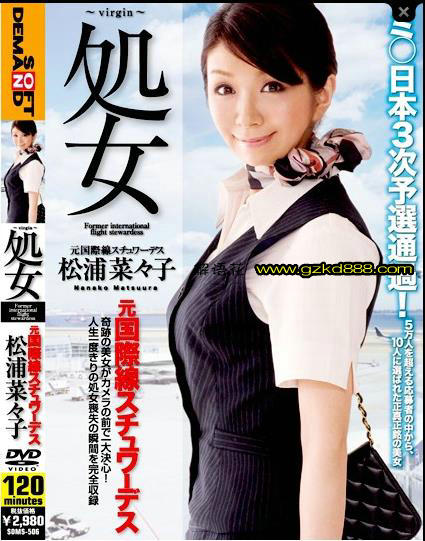 SOFT
ZOO
DEMAND
～virgin～
処女
Former international
flight stewardess
元国際線スチュワーデス
松浦菜々子
DVD
VIDEO
120
minutes
税抜価格
¥2,980
SDMS-506
～virgin～
処女
Former international
flight stewardess
元国際線スチュワーデス
松浦菜々子
Nanako Matsuura
元国際線スチュワーデス
奇跡の美女がカメラの前で一大決心！
人生一度きりの処女喪失の瞬間を完全収録
ミ○日本3次予選通過！
5万人を超える応募者の中から、
10人に選ばれた正真正銘の美女
www.gzkd888.com